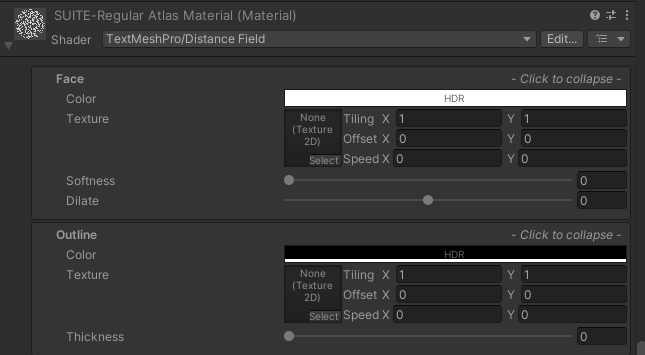 SUITE-Regular Atlas Material (Material)
Shader TextMeshPro/Distance Field Edit...
Face - Click to collapse -
Color HDR
Texture None (Texture 2D) Select
Tiling X 1 Y 1
Offset X 0 Y 0
Speed X 0 Y 0
Softness 0
Dilate 0
Outline - Click to collapse -
Color HDR
Texture None (Texture 2D) Select
Tiling X 1 Y 1
Offset X 0 Y 0
Speed X 0 Y 0
Thickness 0